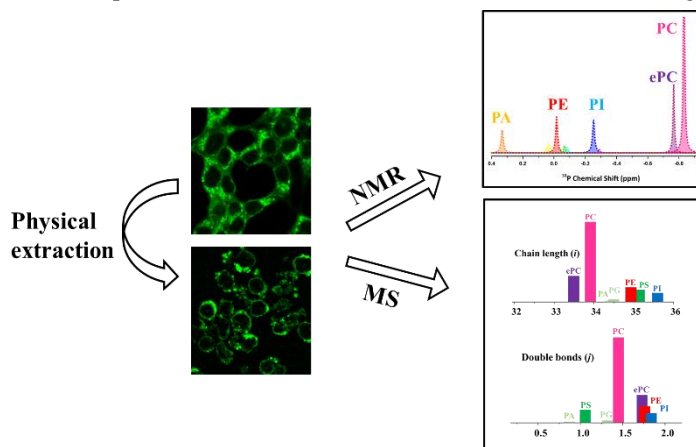 PC
ePC
PA
PE
PI
0.4 0.0 -0.2 -0.4 -0.6 -0.8
³¹P Chemical Shift (ppm)
Physical
extraction
NMR
MS
PC
Chain length (i)
ePC
PA PG PE PS PI
32 33 34 35 36
PC
Double bonds (j)
ePC
PS PE
PA PG PI
0.5 1.0 1.5 2.0